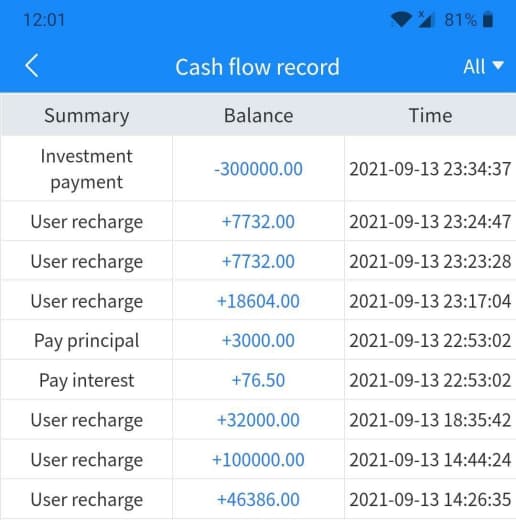 12:01 x 81%
Cash flow record All
Summary Balance Time
Investment
payment -300000.00 2021-09-13 23:34:37
User recharge +7732.00 2021-09-13 23:24:47
User recharge +7732.00 2021-09-13 23:23:28
User recharge +18604.00 2021-09-13 23:17:04
Pay principal +3000.00 2021-09-13 22:53:02
Pay interest +76.50 2021-09-13 22:53:02
User recharge +32000.00 2021-09-13 18:35:42
User recharge +100000.00 2021-09-13 14:44:24
User recharge +46386.00 2021-09-13 14:26:35